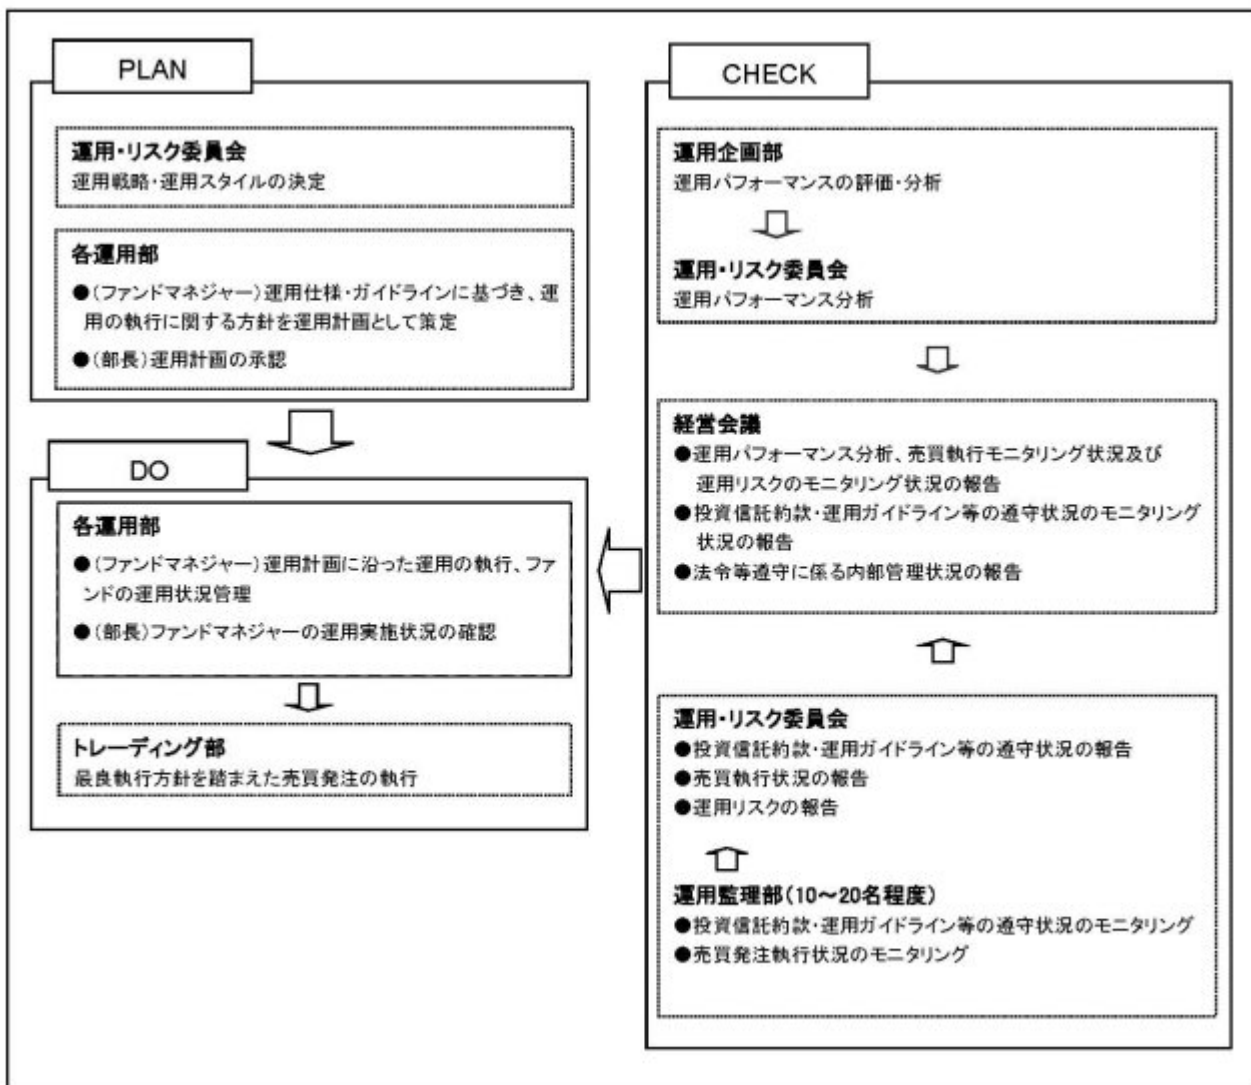 PLAN
運用・リスク委員会
運用戦略・運用スタイルの決定
各運用部
●(ファンドマネジャー)運用仕様・ガイドラインに基づき、運
用の執行に関する方針を運用計画として策定
●(部長)運用計画の承認
DO
各運用部
●(ファンドマネジャー)運用計画に沿った運用の執行、ファ
ンドの運用状況管理
●(部長)ファンドマネジャーの運用実施状況の確認
トレーディング部
最良執行方針を踏まえた売買発注の執行
CHECK
運用企画部
運用パフォーマンスの評価・分析
運用・リスク委員会
運用パフォーマンス分析
経営会議
●運用パフォーマンス分析、売買執行モニタリング状況及び
運用リスクのモニタリング状況の報告
●投資信託約款・運用ガイドライン等の遵守状況のモニタリング
状況の報告
●法令等遵守に係る内部管理状況の報告
運用・リスク委員会
●投資信託約款・運用ガイドライン等の遵守状況の報告
●売買執行状況の報告
●運用リスクの報告
運用監理部(10～20名程度)
●投資信託約款・運用ガイドライン等の遵守状況のモニタリング
●売買発注執行状況のモニタリング